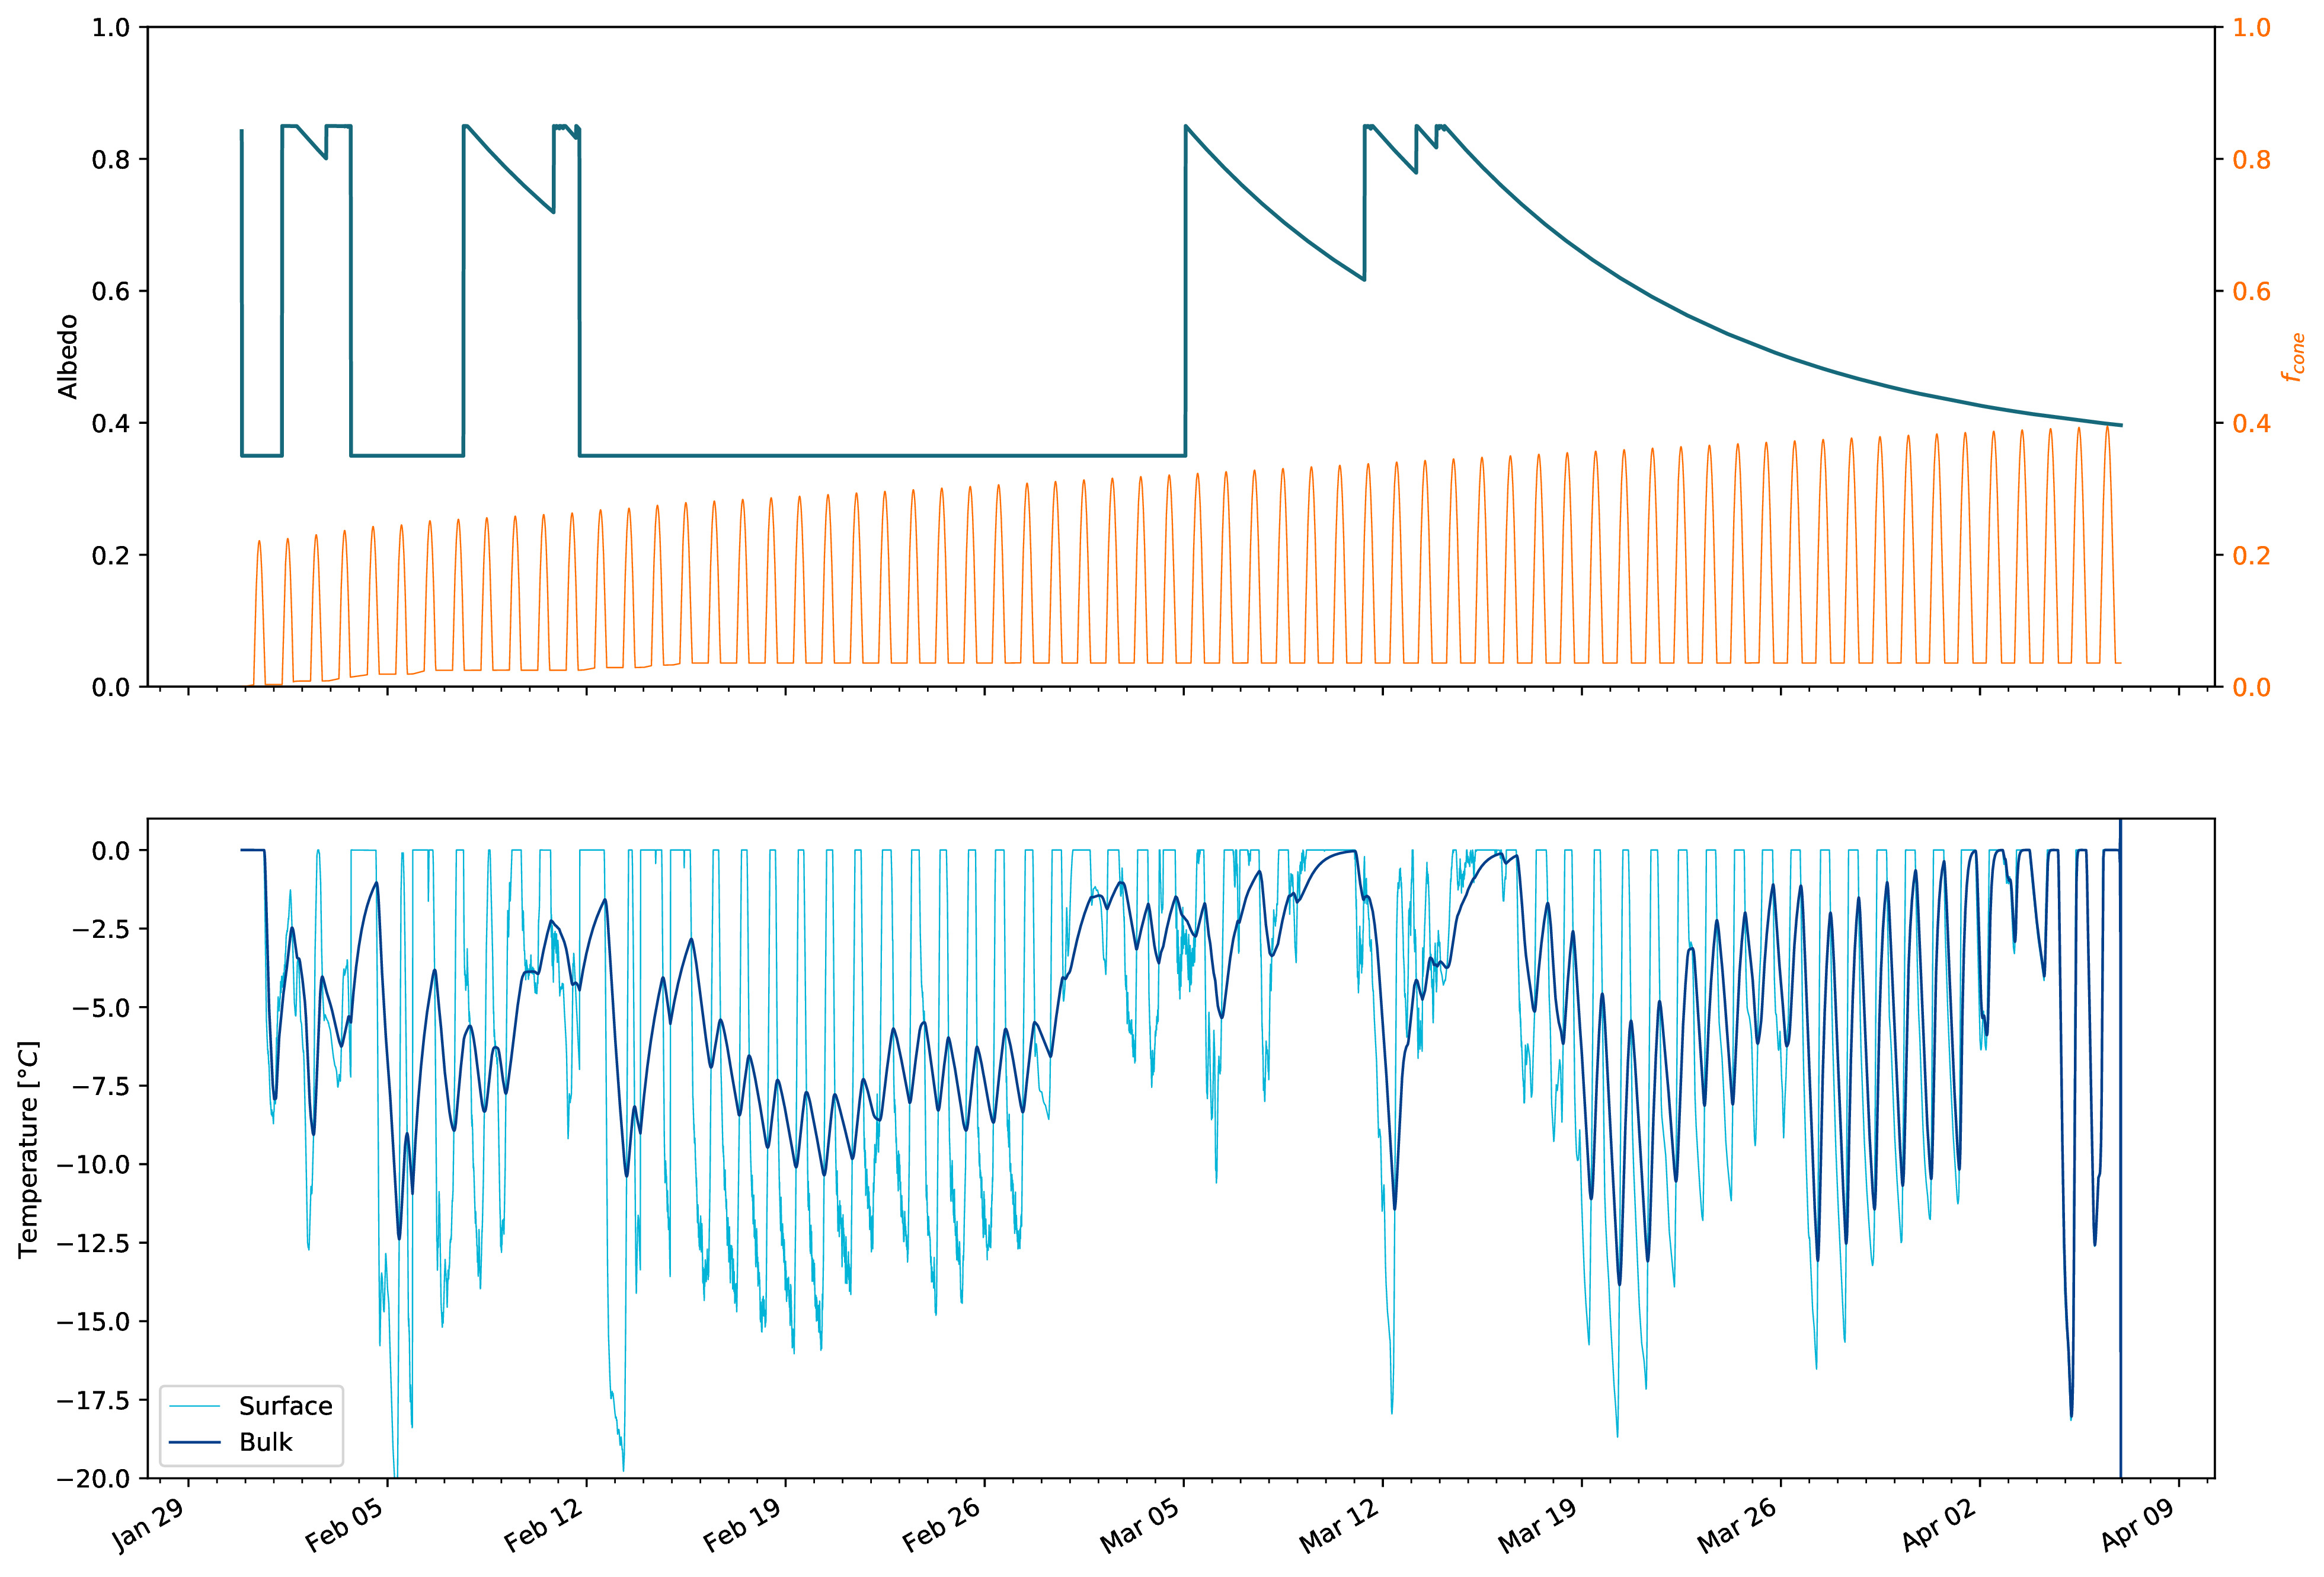 1.0
0.8
0.6
0.4
0.2
0.0
Albedo
1.0
0.8
0.6
0.4
0.2
0.0
f_cone
0.0
−2.5
−5.0
−7.5
−10.0
−12.5
−15.0
−17.5
−20.0
Temperature [°C]
Surface
Bulk
Jan 29
Feb 05
Feb 12
Feb 19
Feb 26
Mar 05
Mar 12
Mar 19
Mar 26
Apr 02
Apr 09